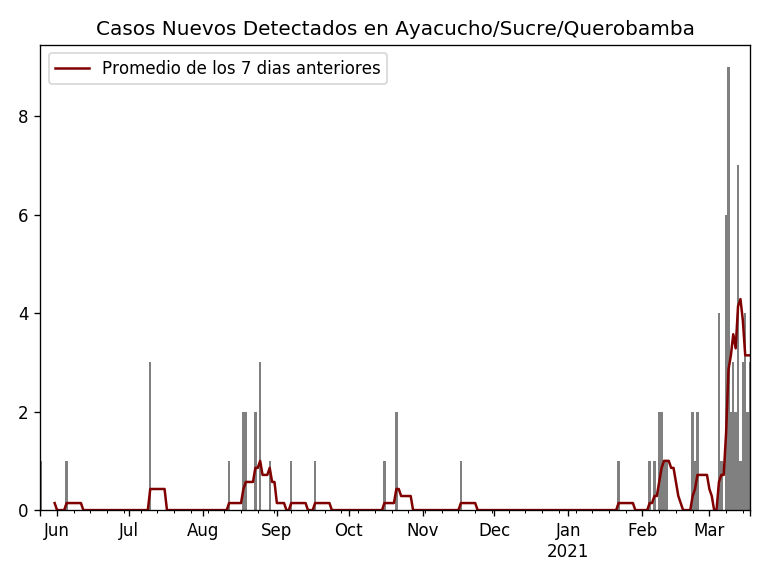 Casos Nuevos Detectados en Ayacucho/Sucre/Querobamba
Promedio de los 7 dias anteriores
8
6
4
2
0
Jun Jul Aug Sep Oct Nov Dec Jan Feb Mar
2021